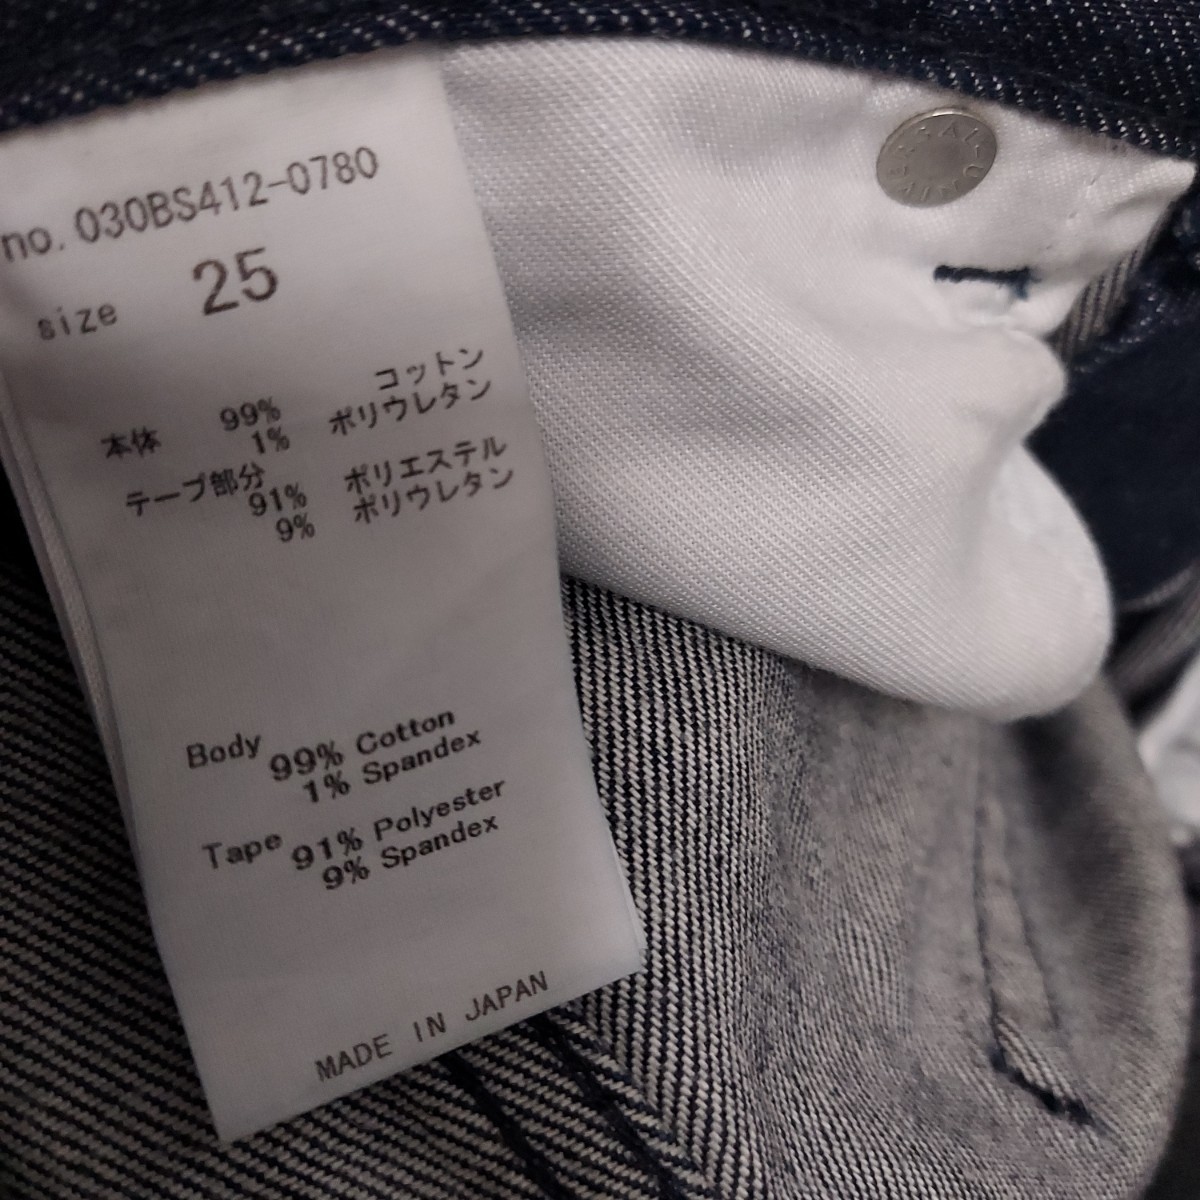 no. 030BS412-0780
size 25
本体 99% コットン
1% ポリウレタン
テープ部分
91% ポリエステル
9% ポリウレタン
Body 99% Cotton
1% Spandex
Tape 91% Polyester
9% Spandex
MADE IN JAPAN
UNIVERSAL